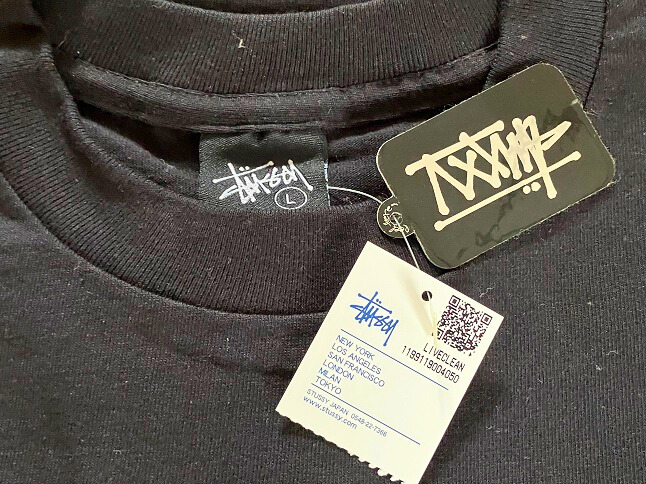 STÜSSY
L
STÜSSY
LIVECLEAN
1199119004050
NEW YORK
LOS ANGELES
SAN FRANCISCO
LONDON
MILAN
TOKYO
STUSSY JAPAN 0548-22-7366
www.stussy.com